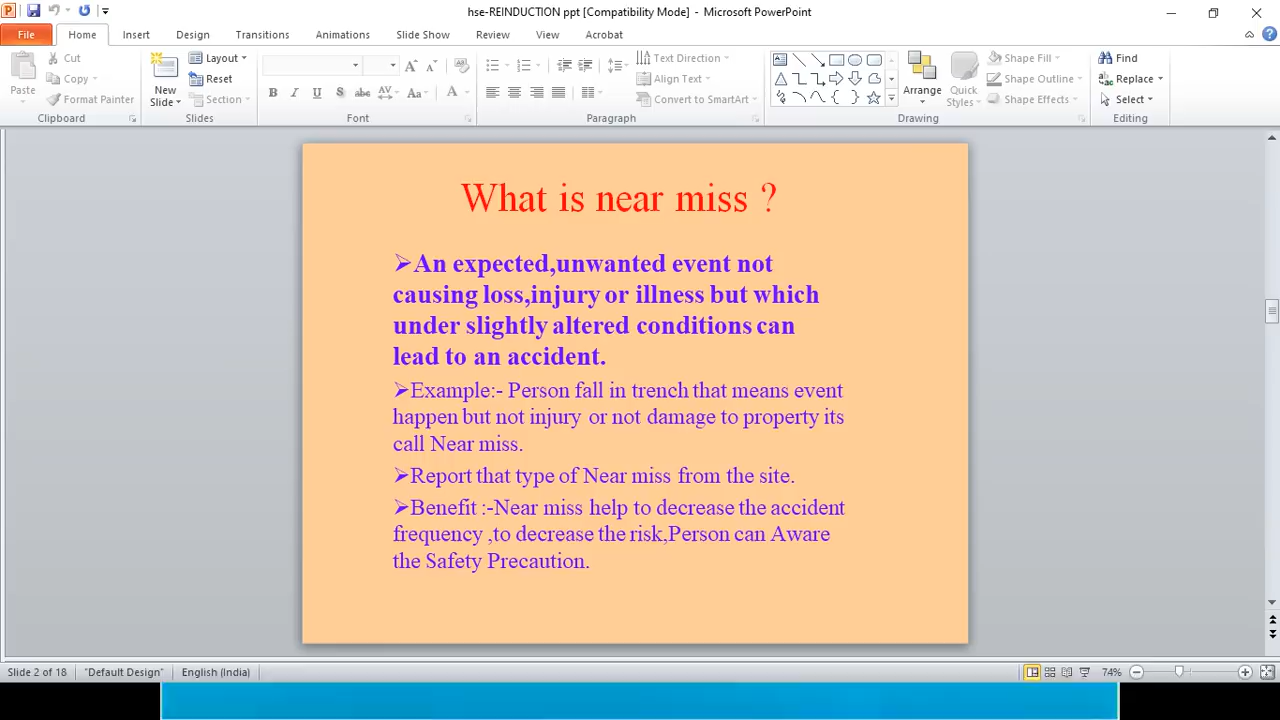 hse-REINDUCTION ppt [Compatibility Mode] - Microsoft PowerPoint
File Home Insert Design Transitions Animations Slide Show Review View Acrobat
Paste
Cut
Copy
Format Painter
Clipboard
New Slide
Layout
Reset
Section
Slides
B I U S abc AV Aa A
Font
Text Direction
Align Text
Convert to SmartArt
Paragraph
Arrange
Quick Styles
Shape Fill
Shape Outline
Shape Effects
Drawing
Find
Replace
Select
Editing
What is near miss ?
➢An expected,unwanted event not
causing loss,injury or illness but which
under slightly altered conditions can
lead to an accident.
➢Example:- Person fall in trench that means event
happen but not injury or not damage to property its
call Near miss.
➢Report that type of Near miss from the site.
➢Benefit :-Near miss help to decrease the accident
frequency ,to decrease the risk,Person can Aware
the Safety Precaution.
Slide 2 of 18 "Default Design" English (India) 74%